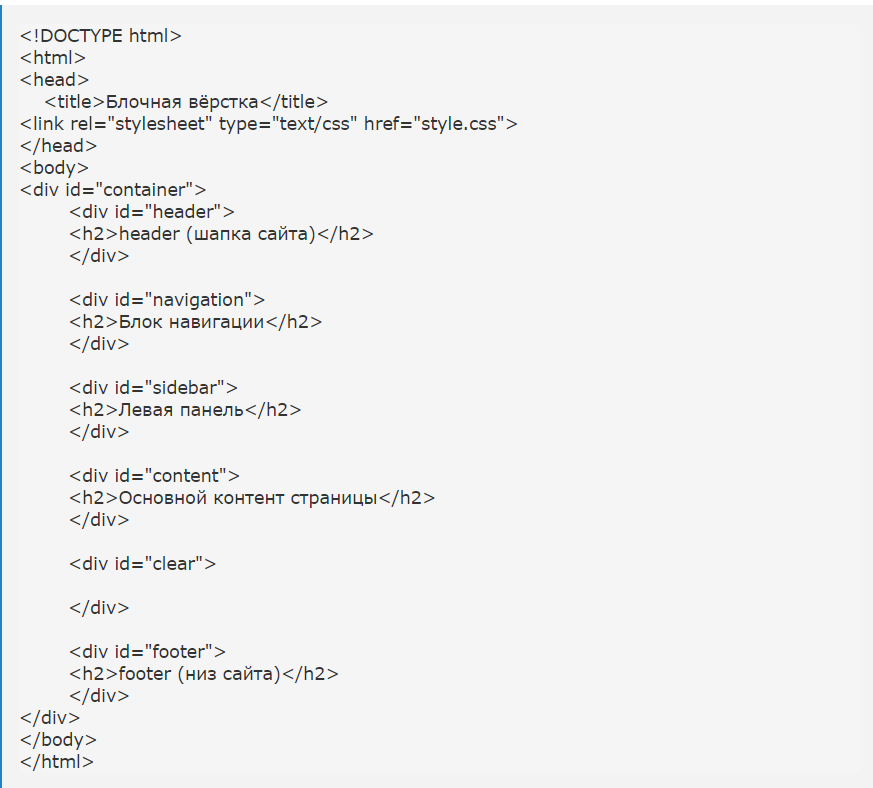 <!DOCTYPE html>
<html>
<head>
<title>Блочная вёрстка</title>
<link rel="stylesheet" type="text/css" href="style.css">
</head>
<body>
<div id="container">
<div id="header">
<h2>header (шапка сайта)</h2>
</div>
<div id="navigation">
<h2>Блок навигации</h2>
</div>
<div id="sidebar">
<h2>Левая панель</h2>
</div>
<div id="content">
<h2>Основной контент страницы</h2>
</div>
<div id="clear">
</div>
<div id="footer">
<h2>footer (низ сайта)</h2>
</div>
</div>
</body>
</html>